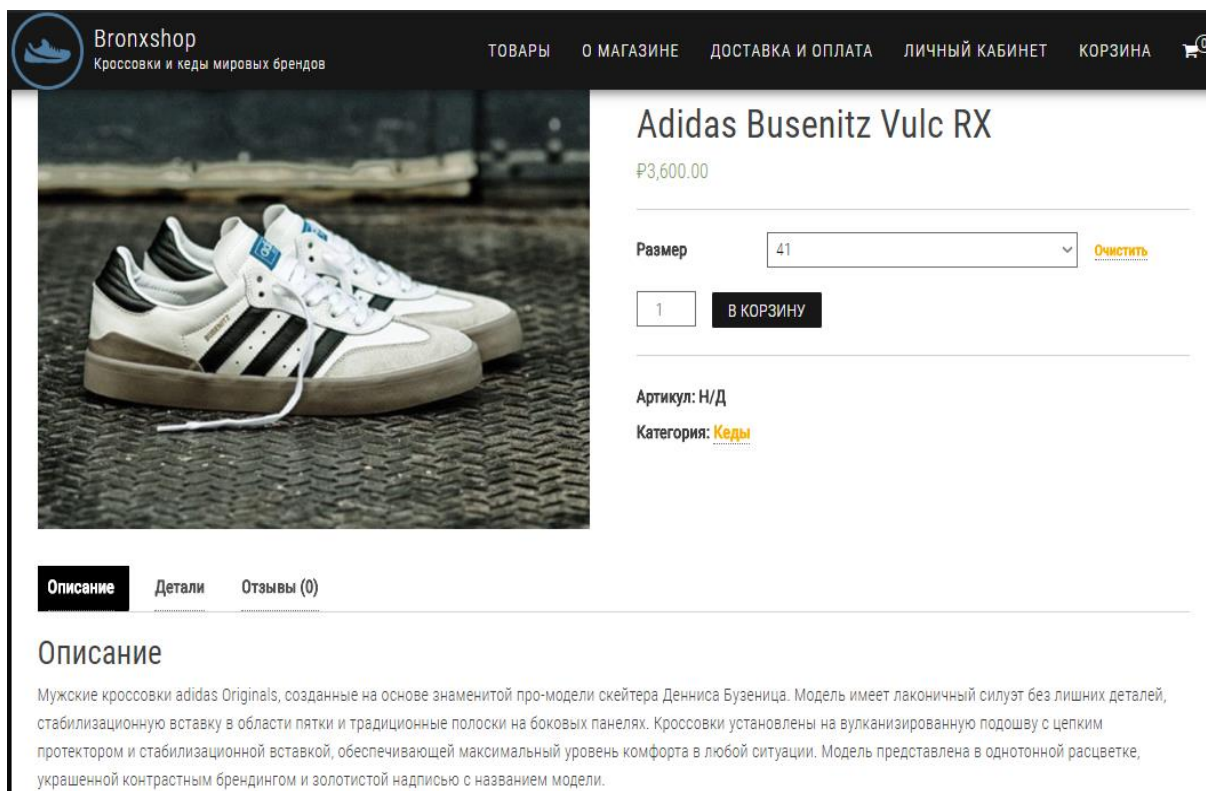 Bronxshop
Кроссовки и кеды мировых брендов
ТОВАРЫ О МАГАЗИНЕ ДОСТАВКА И ОПЛАТА ЛИЧНЫЙ КАБИНЕТ КОРЗИНА 0
Adidas Busenitz Vulc RX
₽3,600.00
Размер 41 Очистить
1 В КОРЗИНУ
Артикул: Н/Д
Категория: Кеды
BUSENITZ
Описание Детали Отзывы (0)
Описание
Мужские кроссовки adidas Originals, созданные на основе знаменитой про-модели скейтера Денниса Бузеница. Модель имеет лаконичный силуэт без лишних деталей,
стабилизационную вставку в области пятки и традиционные полоски на боковых панелях. Кроссовки установлены на вулканизированную подошву с цепким
протектором и стабилизационной вставкой, обеспечивающей максимальный уровень комфорта в любой ситуации. Модель представлена в однотонной расцветке,
украшенной контрастным брендингом и золотистой надписью с названием модели.